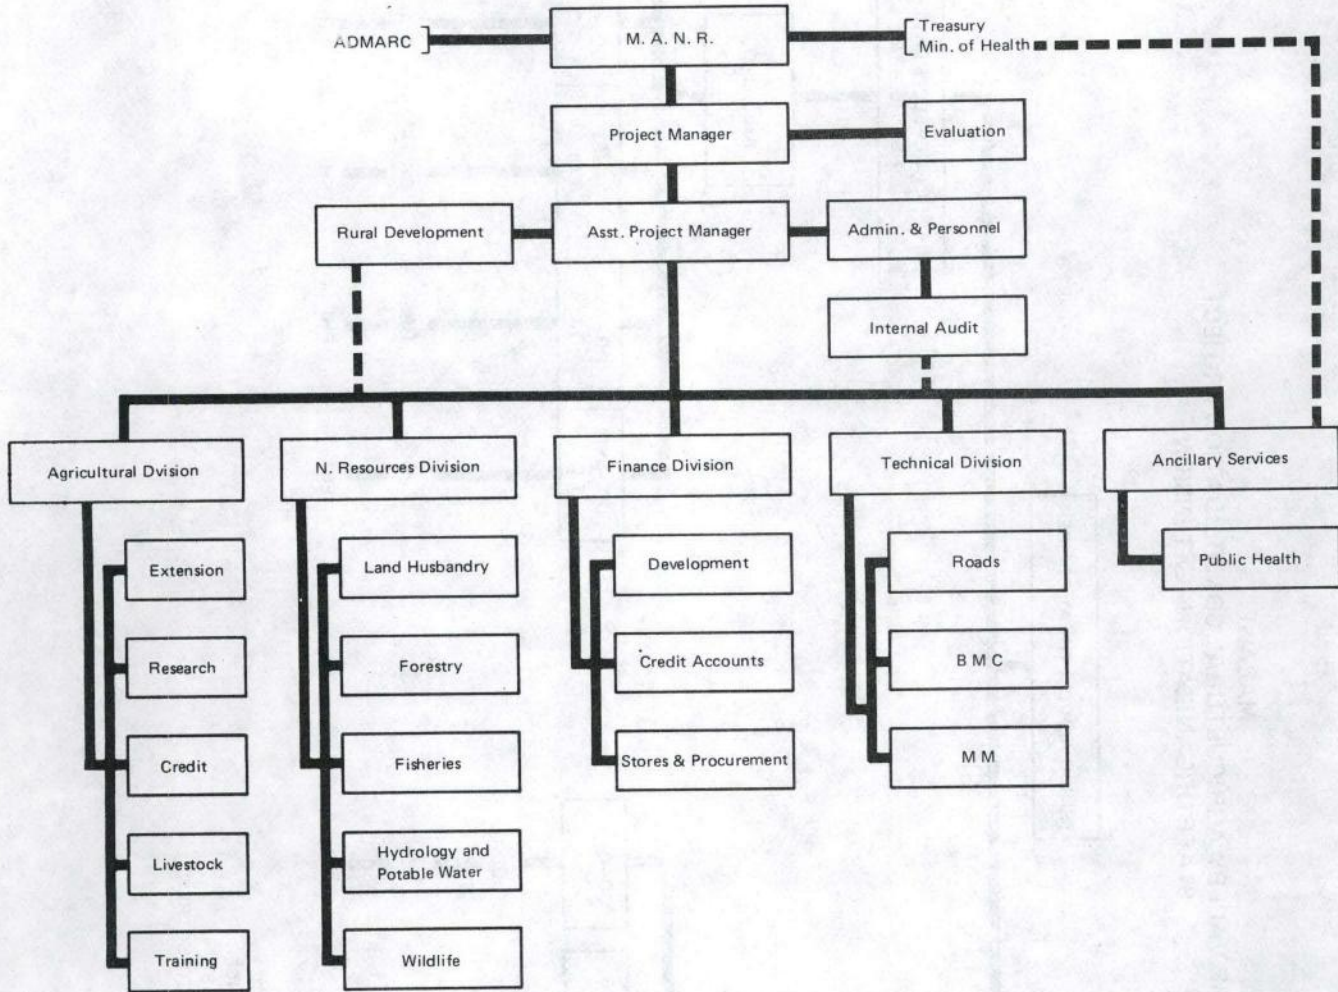 ADMARC
M. A. N. R.
Treasury
Min. of Health
Project Manager
Evaluation
Rural Development
Asst. Project Manager
Admin. & Personnel
Internal Audit
Agricultural Dvision
N. Resources Division
Finance Division
Technical Division
Ancillary Services
Extension
Research
Credit
Livestock
Training
Land Husbandry
Forestry
Fisheries
Hydrology and
Potable Water
Wildlife
Development
Credit Accounts
Stores & Procurement
Roads
B M C
M M
Public Health